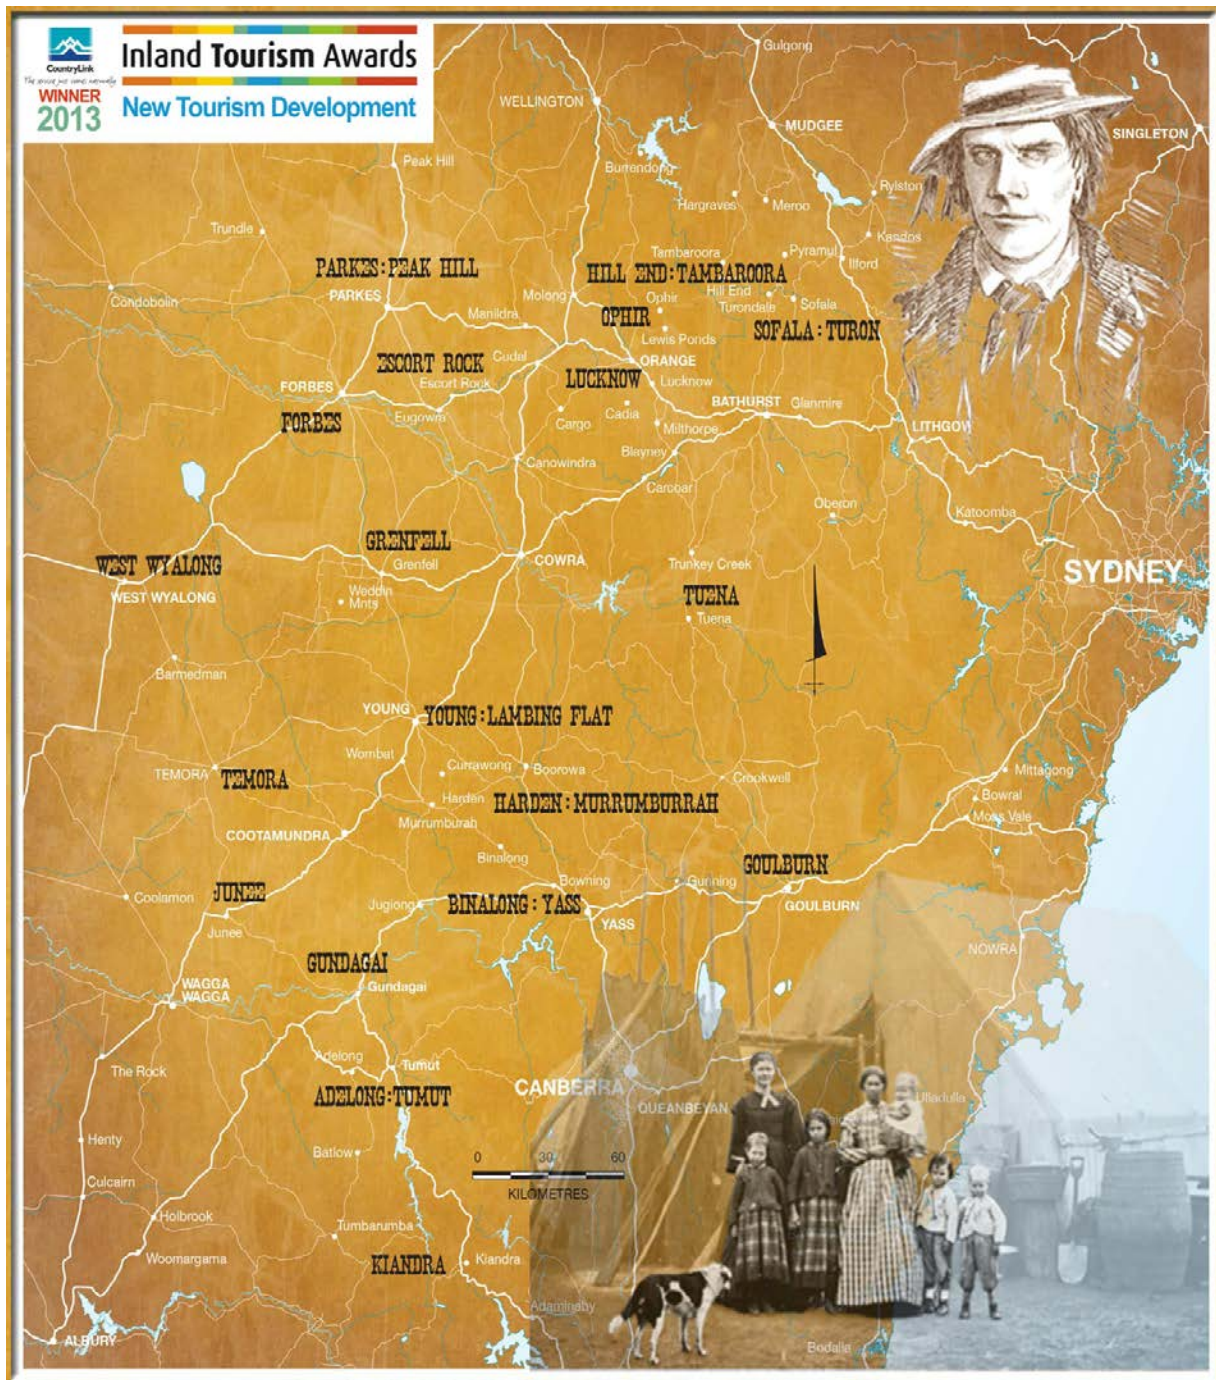 CountryLink
WINNER
2013
Inland Tourism Awards
New Tourism Development
Gulgong
WELLINGTON
MUDGEE
SINGLETON
Peak Hill
Burrendong
Rylston
Hargraves
Meroo
Trundle
Kandos
Tambaroora
Pyramul
Ilford
PARKES:PEAK HILL
HILL END:TAMBAROORA
Condobolin
PARKES
Molong
Hill End
Ophir
Turondale
Sofala
Manildra
OPHIR
SOFALA : TURON
Lewis Ponds
ESCORT ROCK
Cudal
ORANGE
LUCKNOW
FORBES
Escort Rock
Lucknow
BATHURST
Glanmire
Eugowra
Cadia
FORBES
Cargo
Milthorpe
LITHGOW
Blayney
Canowindra
Carcoar
Oberon
Katoomba
GRENFELL
Grenfell
COWRA
Trunkey Creek
WEST WYALONG
WEST WYALONG
Weddin
Mnts
SYDNEY
TUENA
Tuena
Barmedman
YOUNG
YOUNG:LAMBING FLAT
Wombat
Currawong
Boorowa
TEMORA
TEMORA
Crookwell
Mittagong
Harden
HARDEN:MURRUMBURRAH
Bowral
Murrumburah
Moss Vale
COOTAMUNDRA
Binalong
GOULBURN
Bowning
Gunning
Coolamon
JUNEE
Jugiong
BINALONG : YASS
GOULBURN
Junee
YASS
NOWRA
GUNDAGAI
WAGGA
WAGGA
Gundagai
Adelong
The Rock
Tumut
CANBERRA
ADELONG:TUMUT
QUEANBEYAN
Ulladulla
Henty
Batlow
0 30 60
KILOMETRES
Culcairn
Holbrook
Tumbarumba
Woomargama
KIANDRA
Kiandra
Adaminaby
ALBURY
Bodalla